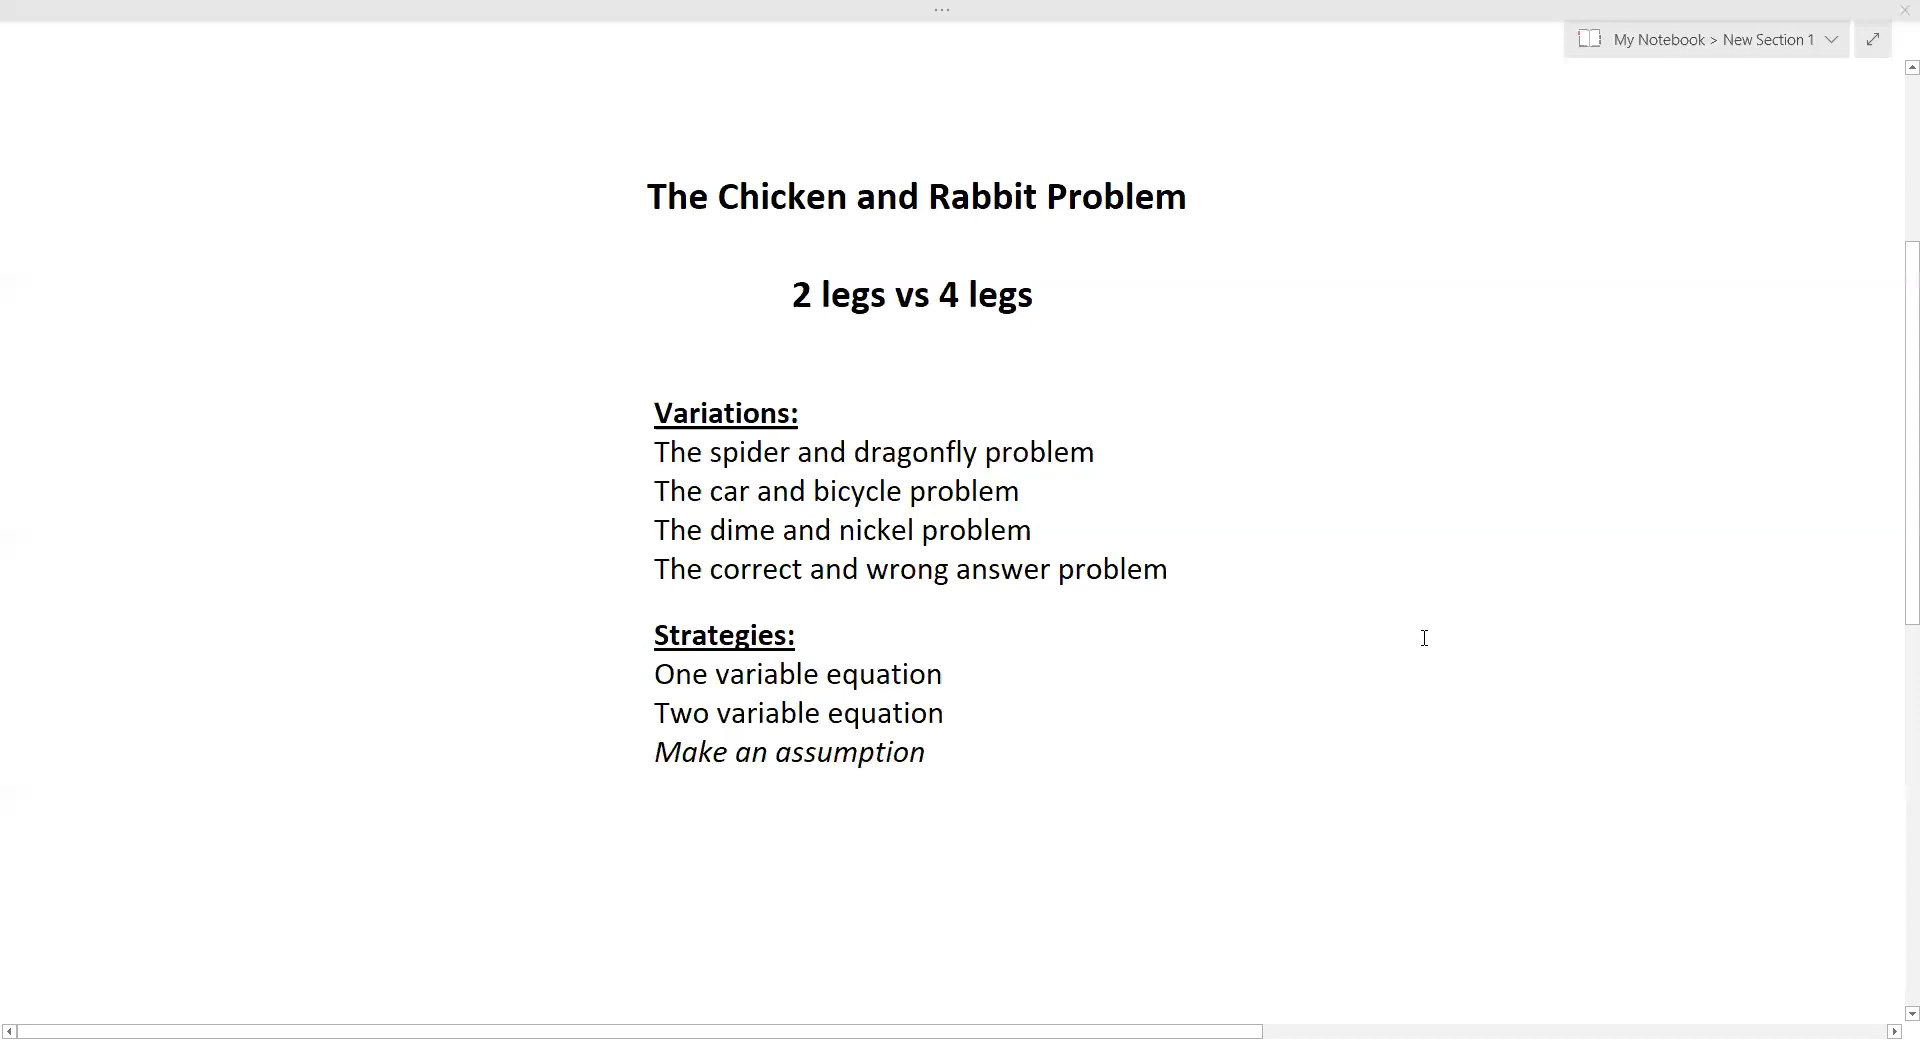 My Notebook > New Section 1
The Chicken and Rabbit Problem
2 legs vs 4 legs
Variations:
The spider and dragonfly problem
The car and bicycle problem
The dime and nickel problem
The correct and wrong answer problem
Strategies:
One variable equation
Two variable equation
Make an assumption